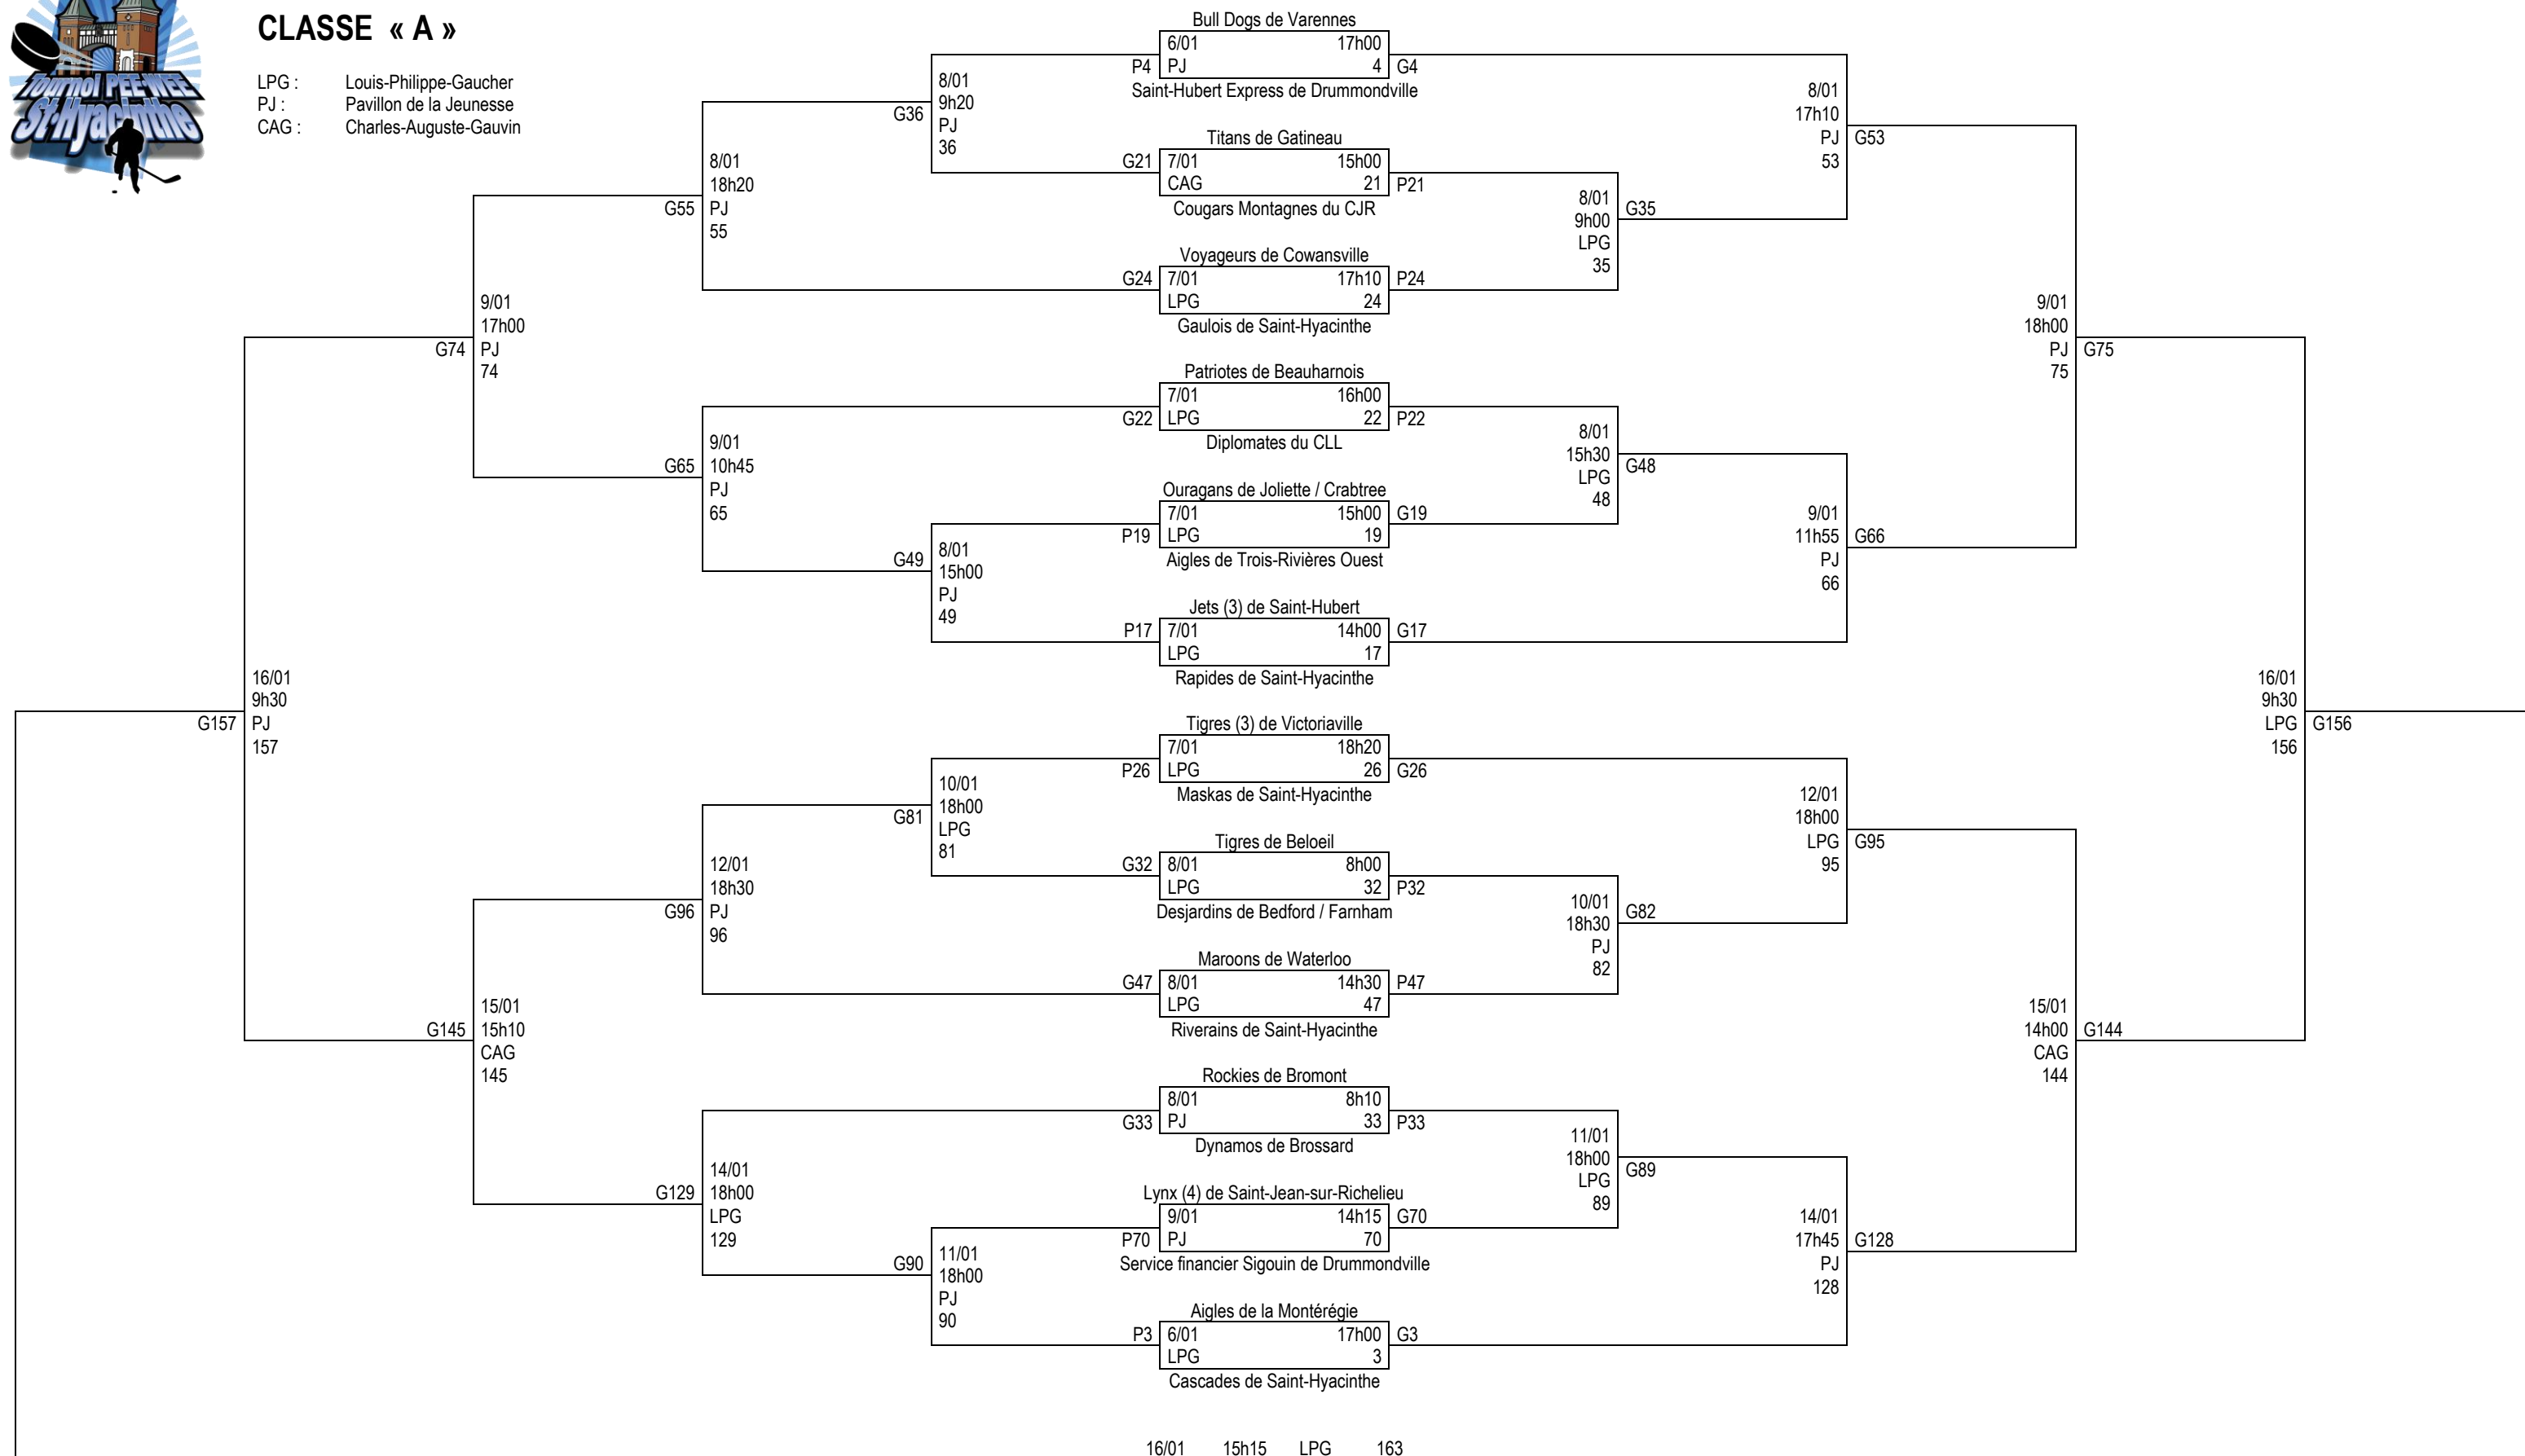 Tournoi PEE-WEE
St-Hyacinthe
CLASSE « A »
LPG : Louis-Philippe-Gaucher
PJ : Pavillon de la Jeunesse
CAG : Charles-Auguste-Gauvin
Bull Dogs de Varennes
6/01 17h00
P4 PJ 4 G4
Saint-Hubert Express de Drummondville
8/01
9h20
G36 PJ
36
8/01
17h10
PJ G53
53
Titans de Gatineau
G21 7/01 15h00
CAG 21 P21
Cougars Montagnes du CJR
8/01
18h20
G55 PJ
55
8/01
9h00 G35
LPG
35
Voyageurs de Cowansville
G24 7/01 17h10 P24
LPG 24
Gaulois de Saint-Hyacinthe
9/01
17h00
G74 PJ
74
9/01
18h00
PJ G75
75
Patriotes de Beauharnois
7/01 16h00
G22 LPG 22 P22
Diplomates du CLL
9/01
G65 10h45
PJ
65
8/01
15h30 G48
LPG
48
Ouragans de Joliette / Crabtree
7/01 15h00 G19
P19 LPG 19
Aigles de Trois-Rivières Ouest
G49 8/01
15h00
PJ
49
9/01
11h55 G66
PJ
66
Jets (3) de Saint-Hubert
P17 7/01 14h00 G17
LPG 17
Rapides de Saint-Hyacinthe
16/01
9h30
G157 PJ
157
16/01
9h30
LPG G156
156
Tigres (3) de Victoriaville
7/01 18h20
P26 LPG 26 G26
Maskas de Saint-Hyacinthe
10/01
18h00
G81 LPG
81
12/01
18h00
LPG G95
95
Tigres de Beloeil
G32 8/01 8h00
LPG 32 P32
Desjardins de Bedford / Farnham
12/01
18h30
G96 PJ
96
10/01
18h30 G82
PJ
82
Maroons de Waterloo
G47 8/01 14h30 P47
LPG 47
Riverains de Saint-Hyacinthe
15/01
G145 15h10
CAG
145
15/01
14h00 G144
CAG
144
Rockies de Bromont
8/01 8h10
G33 PJ 33 P33
Dynamos de Brossard
14/01
G129 18h00
LPG
129
11/01
18h00 G89
LPG
89
Lynx (4) de Saint-Jean-sur-Richelieu
9/01 14h15 G70
P70 PJ 70
Service financier Sigouin de Drummondville
G90 11/01
18h00
PJ
90
14/01
17h45 G128
PJ
128
Aigles de la Montérégie
P3 6/01 17h00 G3
LPG 3
Cascades de Saint-Hyacinthe
16/01 15h15 LPG 163